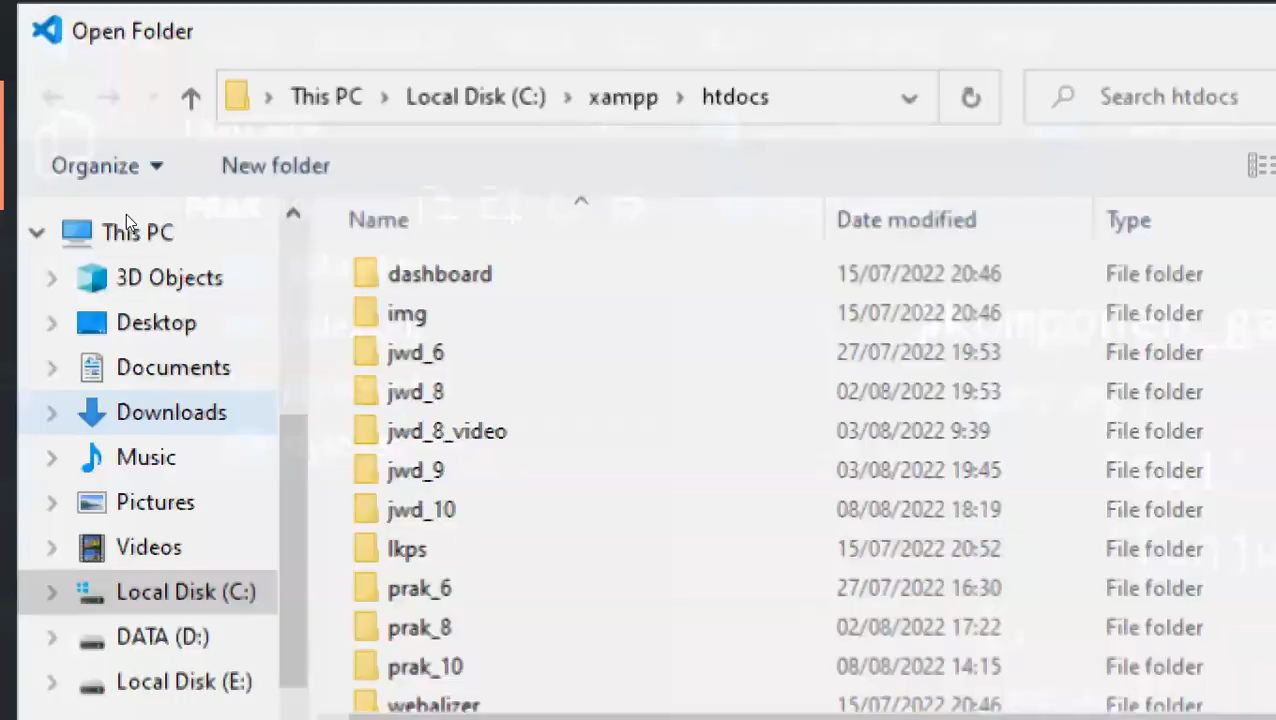 Open Folder
This PC > Local Disk (C:) > xampp > htdocs
Search htdocs
Organize
New folder
Name
Date modified
Type
This PC
3D Objects
Desktop
Documents
Downloads
Music
Pictures
Videos
Local Disk (C:)
DATA (D:)
Local Disk (E:)
dashboard 15/07/2022 20:46 File folder
img 15/07/2022 20:46 File folder
jwd_6 27/07/2022 19:53 File folder
jwd_8 02/08/2022 19:53 File folder
jwd_8_video 03/08/2022 9:39 File folder
jwd_9 03/08/2022 19:45 File folder
jwd_10 08/08/2022 18:19 File folder
lkps 15/07/2022 20:52 File folder
prak_6 27/07/2022 16:30 File folder
prak_8 02/08/2022 17:22 File folder
prak_10 08/08/2022 14:15 File folder
webalizer 15/07/2022 20:46 File folder